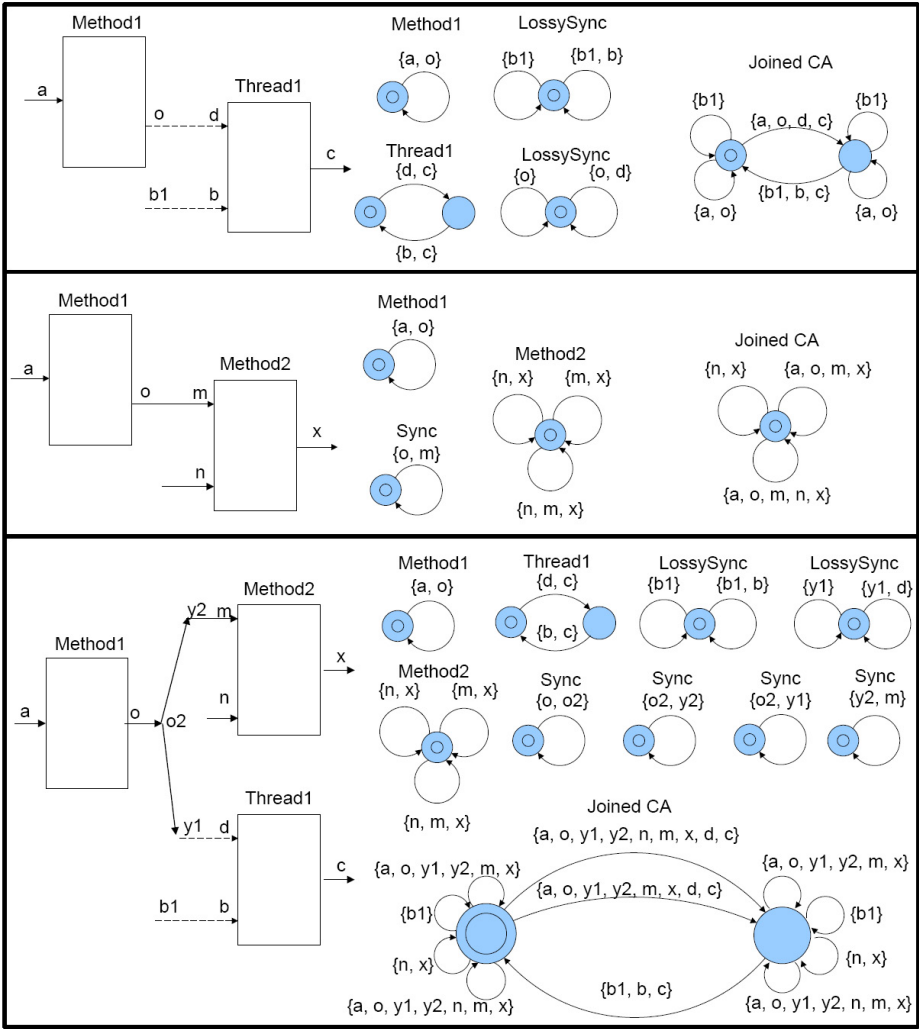 Method1
a
o
d
Thread1
c
b1
b
Method1
{a, o}
LossySync
{b1}
{b1, b}
Thread1
{d, c}
{b, c}
LossySync
{o}
{o, d}
Joined CA
{b1}
{a, o, d, c}
{b1}
{b1, b, c}
{a, o}
{a, o}
Method1
a
o
m
Method2
x
n
Method1
{a, o}
Sync
{o, m}
Method2
{n, x}
{m, x}
{n, m, x}
Joined CA
{n, x}
{a, o, m, x}
{a, o, m, n, x}
Method1
a
o
o2
y2
m
Method2
x
n
y1
d
Thread1
c
b1
b
Method1
{a, o}
Thread1
{d, c}
{b, c}
LossySync
{b1}
{b1, b}
LossySync
{y1}
{y1, d}
Method2
{n, x}
{m, x}
{n, m, x}
Sync
{o, o2}
Sync
{o2, y2}
Sync
{o2, y1}
Sync
{y2, m}
Joined CA
{a, o, y1, y2, n, m, x, d, c}
{a, o, y1, y2, m, x}
{a, o, y1, y2, m, x, d, c}
{a, o, y1, y2, m, x}
{b1}
{b1}
{n, x}
{n, x}
{b1, b, c}
{a, o, y1, y2, n, m, x}
{a, o, y1, y2, n, m, x}